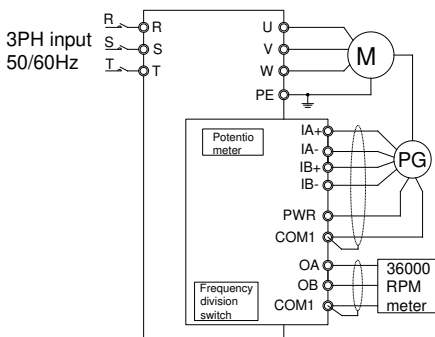 3PH input
50/60Hz
R
S
T
R
S
T
U
V
W
PE
M
Potentio
meter
IA+
IA-
IB+
IB-
PWR
COM1
PG
Frequency
division
switch
OA
OB
COM1
36000
RPM
meter